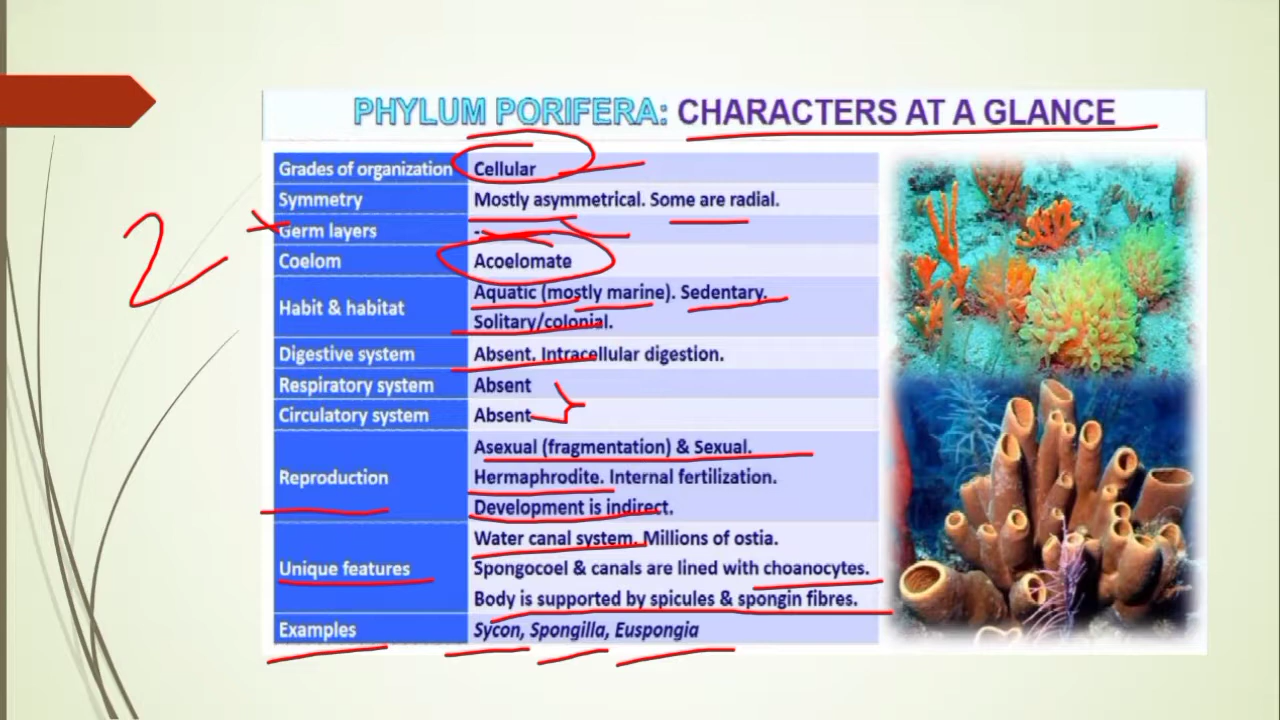 PHYLUM PORIFERA: CHARACTERS AT A GLANCE
Grades of organization Cellular
Symmetry Mostly asymmetrical. Some are radial.
Germ layers -
Coelom Acoelomate
Habit & habitat Aquatic (mostly marine). Sedentary.
Solitary/colonial.
Digestive system Absent. Intracellular digestion.
Respiratory system Absent
Circulatory system Absent
Reproduction Asexual (fragmentation) & Sexual.
Hermaphrodite. Internal fertilization.
Development is indirect.
Unique features Water canal system. Millions of ostia.
Spongocoel & canals are lined with choanocytes.
Body is supported by spicules & spongin fibres.
Examples Sycon, Spongilla, Euspongia
2